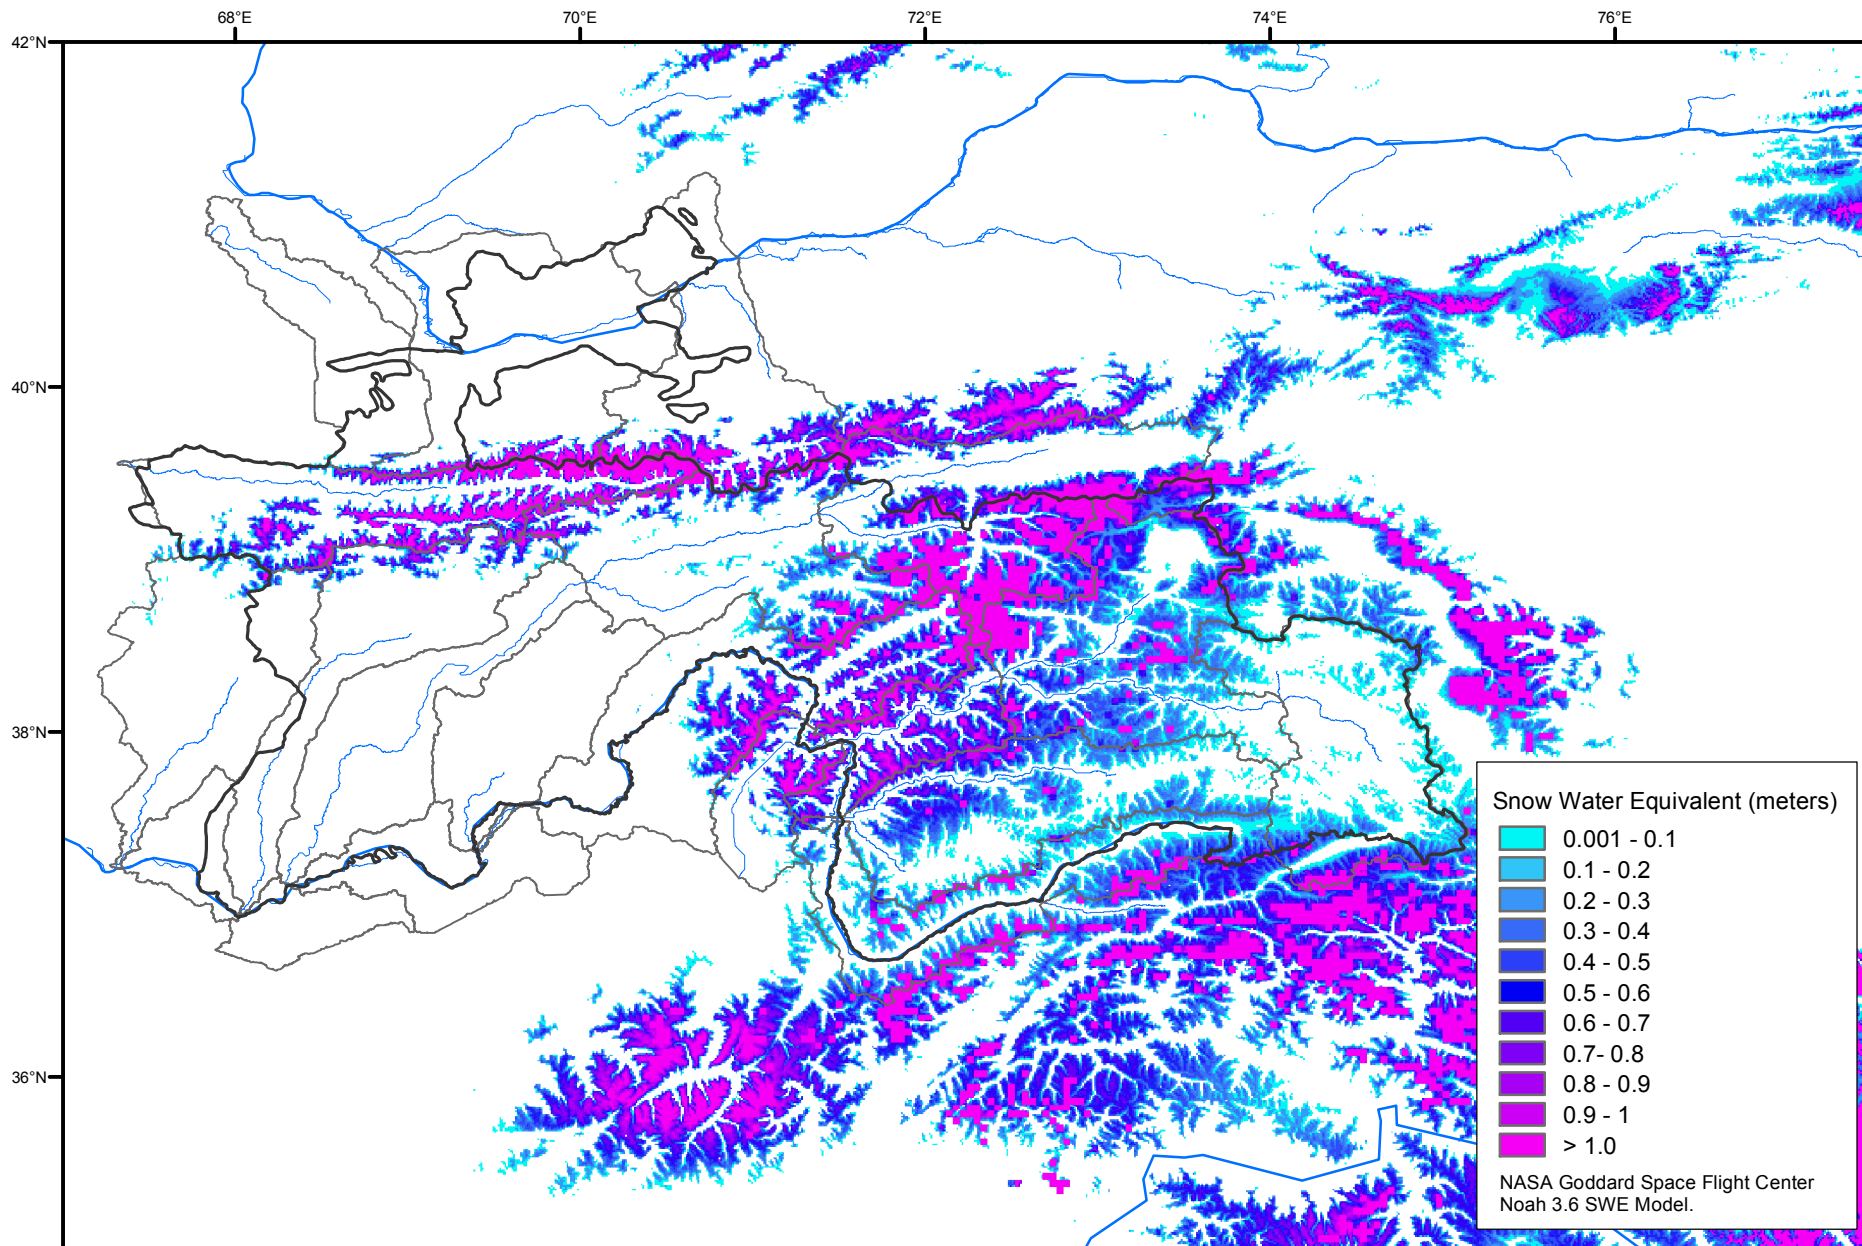 68°E
70°E
72°E
74°E
76°E
42°N
40°N
38°N
36°N
Snow Water Equivalent (meters)
0.001 - 0.1
0.1 - 0.2
0.2 - 0.3
0.3 - 0.4
0.4 - 0.5
0.5 - 0.6
0.6 - 0.7
0.7- 0.8
0.8 - 0.9
0.9 - 1
> 1.0
NASA Goddard Space Flight Center
Noah 3.6 SWE Model.